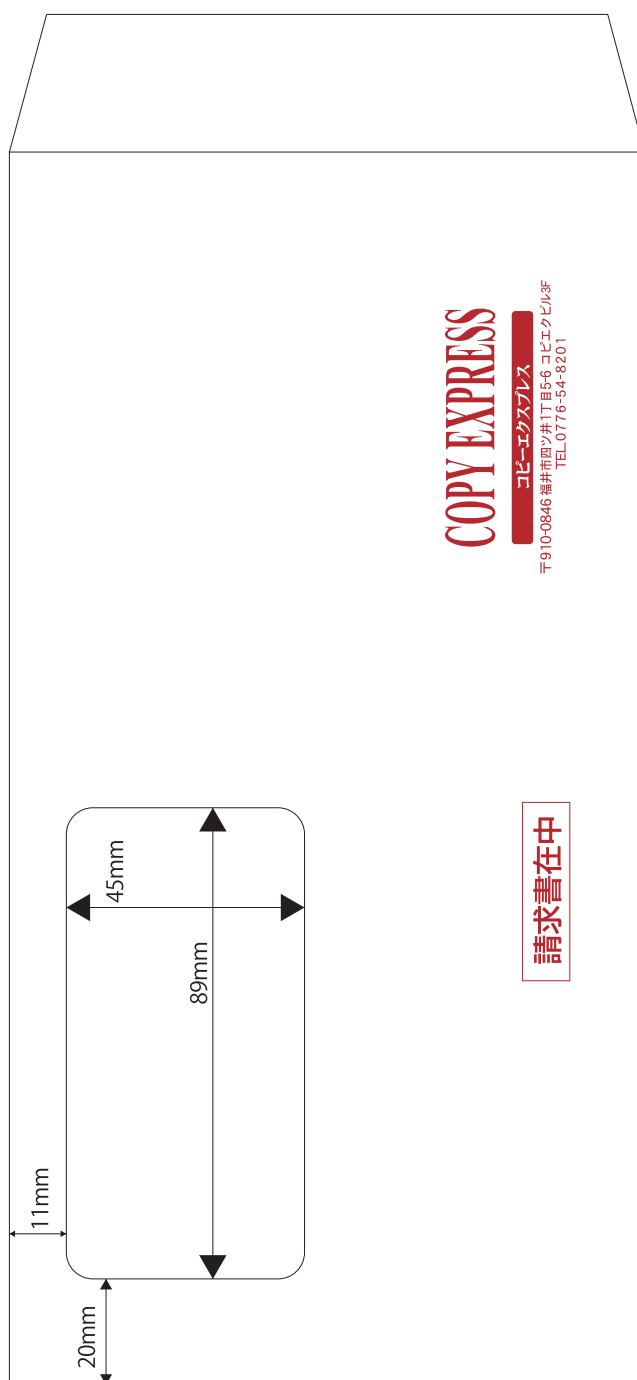 COPY EXPRESS
コピーエクスプレス
〒910-0846 福井市四ツ井1丁目5-6 コピエクビル3F
TEL.0776-54-8201
請求書在中
45mm
89mm
11mm
20mm